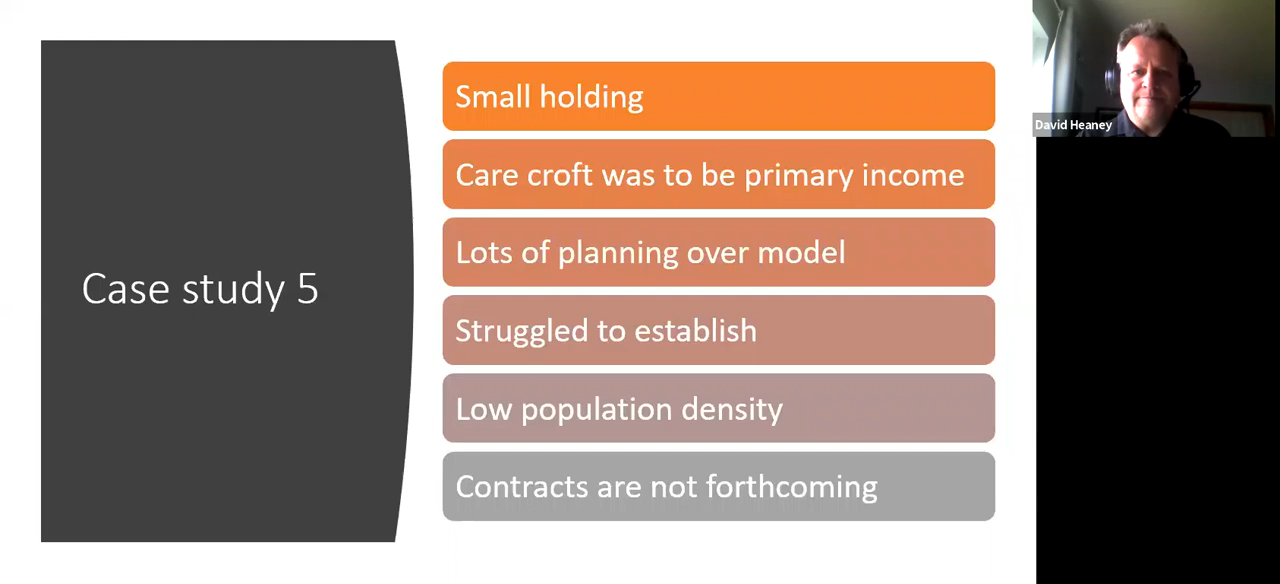 Case study 5
Small holding
Care croft was to be primary income
Lots of planning over model
Struggled to establish
Low population density
Contracts are not forthcoming
David Heaney